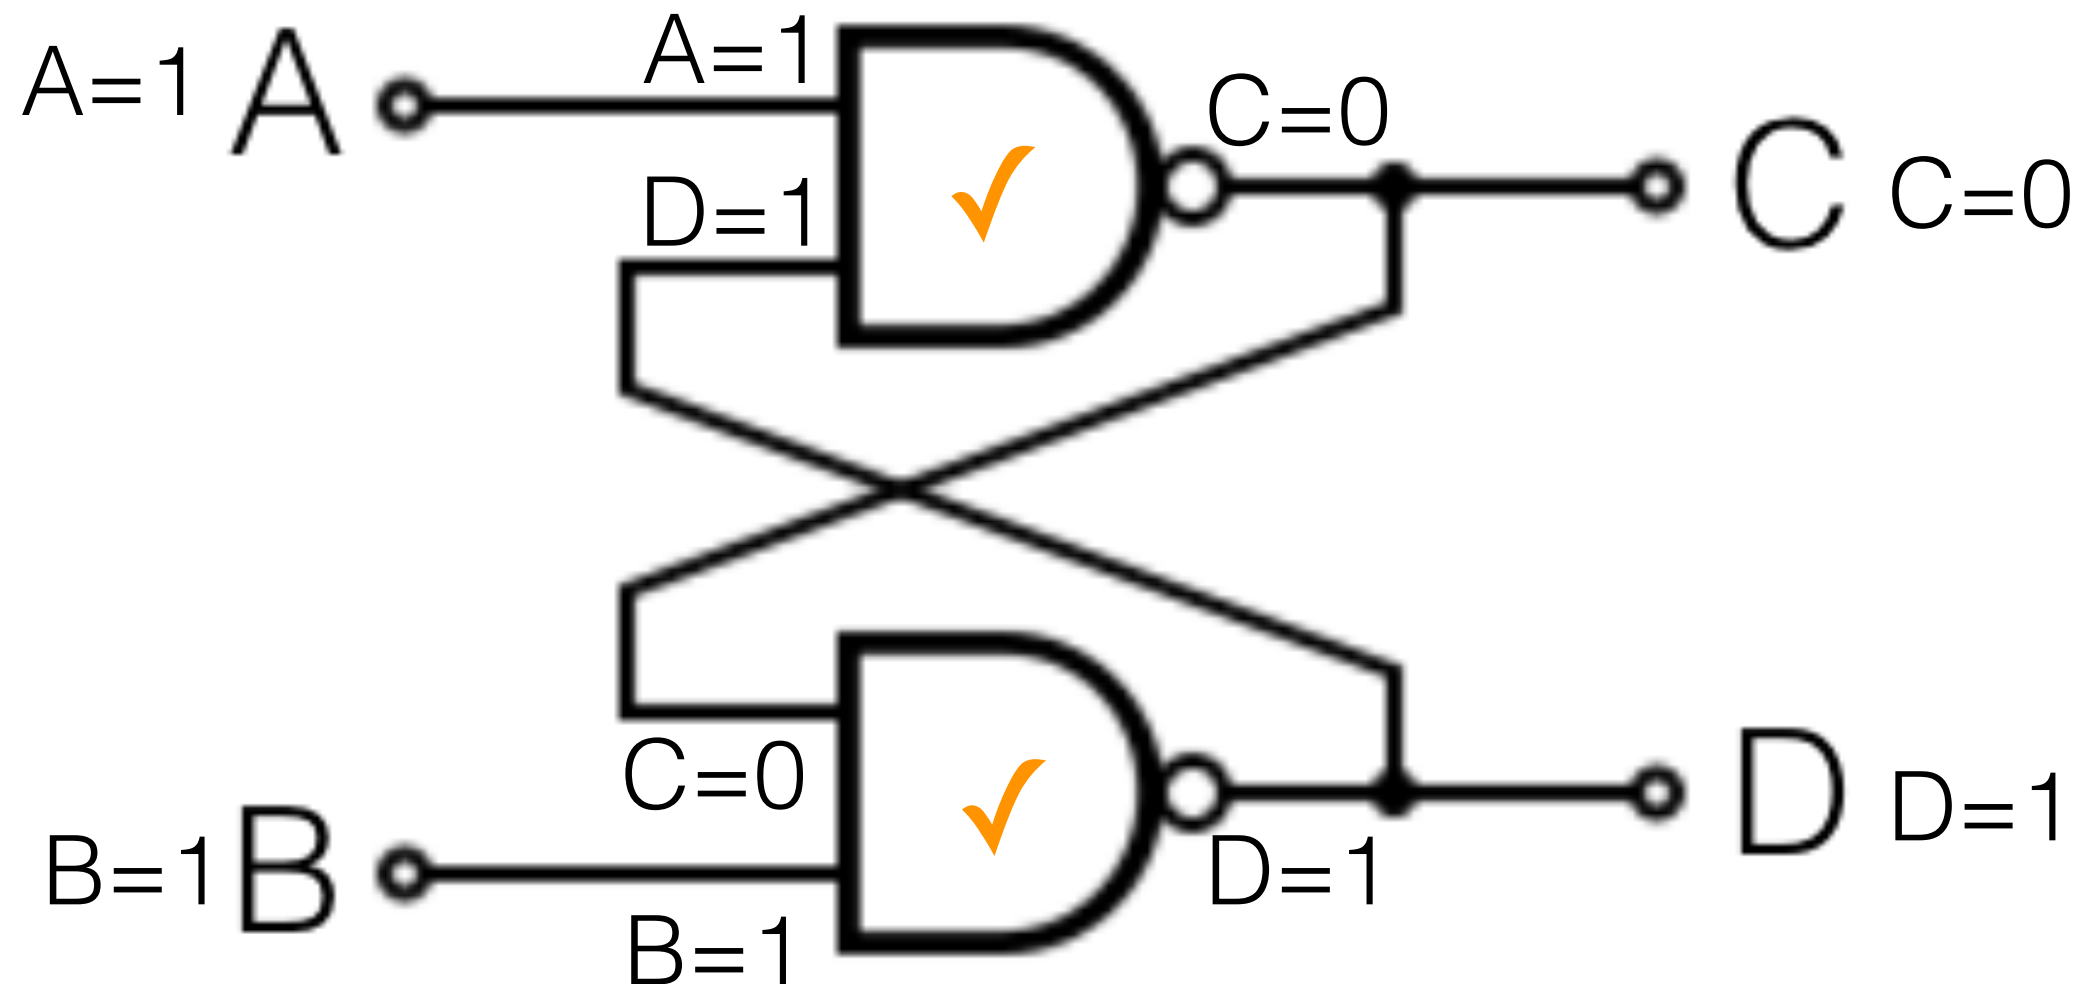 A=1 A A=1 C=0
D=1 C C=0
C=0 D D=1
B=1 B D=1
B=1